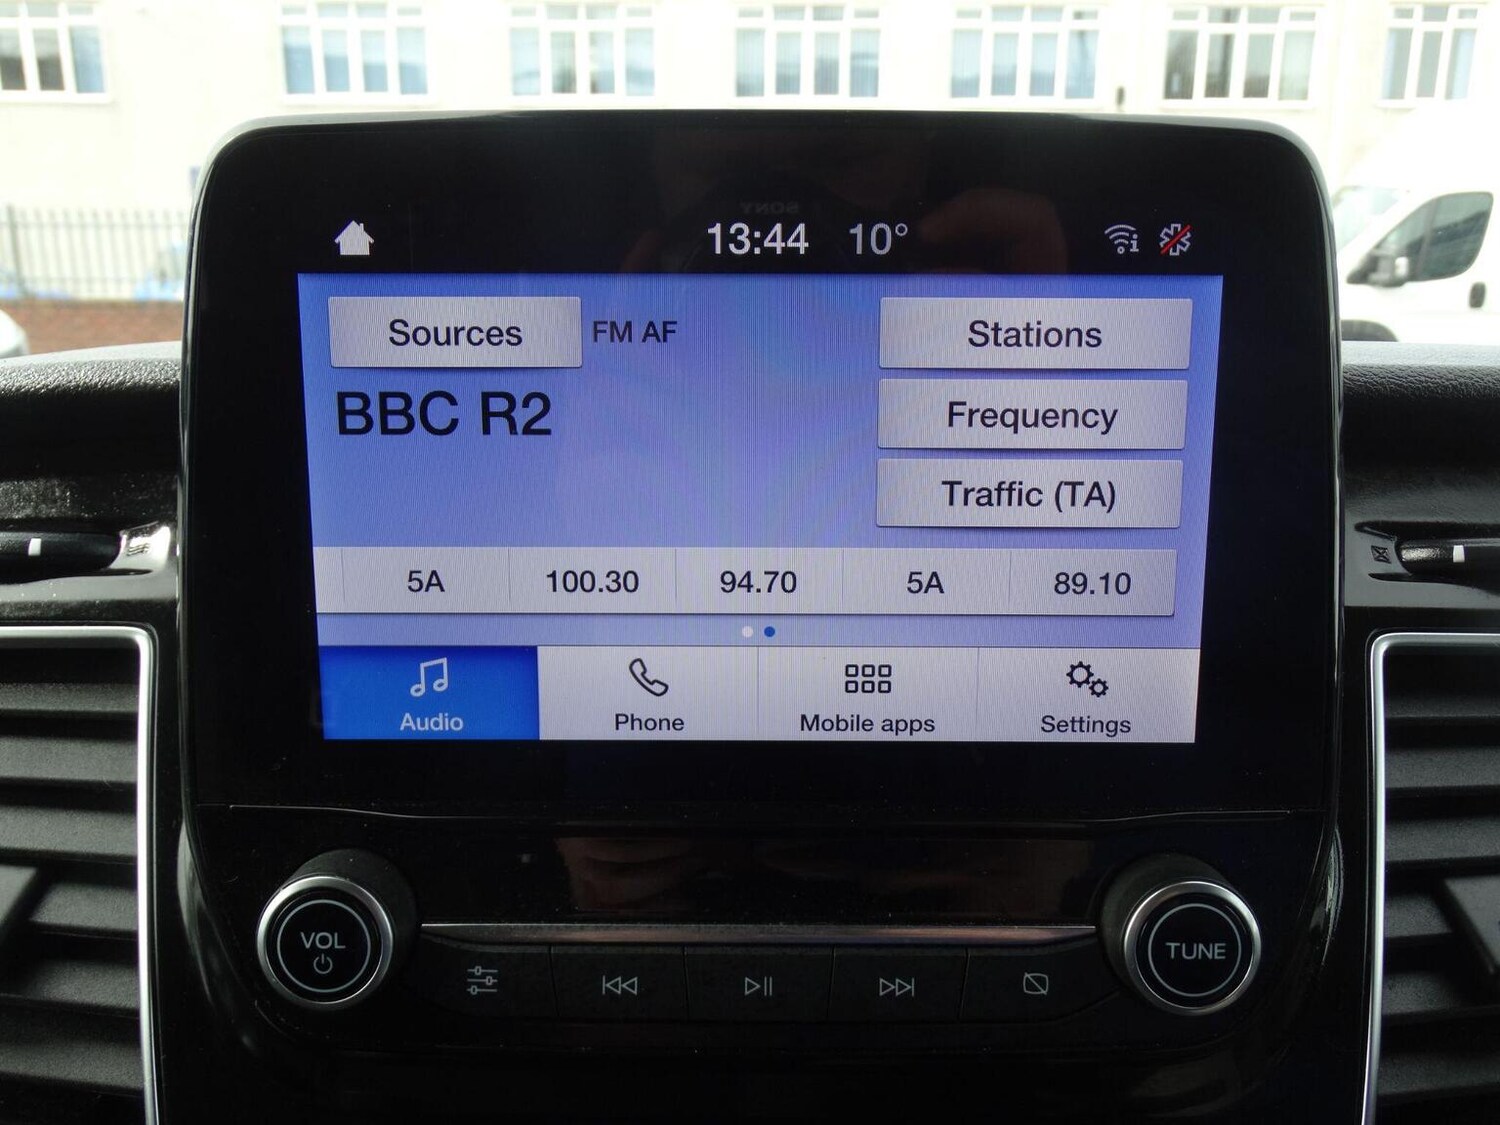 SONY
13:44 10°
Sources FM AF Stations
BBC R2
Frequency
Traffic (TA)
5A 100.30 94.70 5A 89.10
Audio Phone Mobile apps Settings
VOL
TUNE